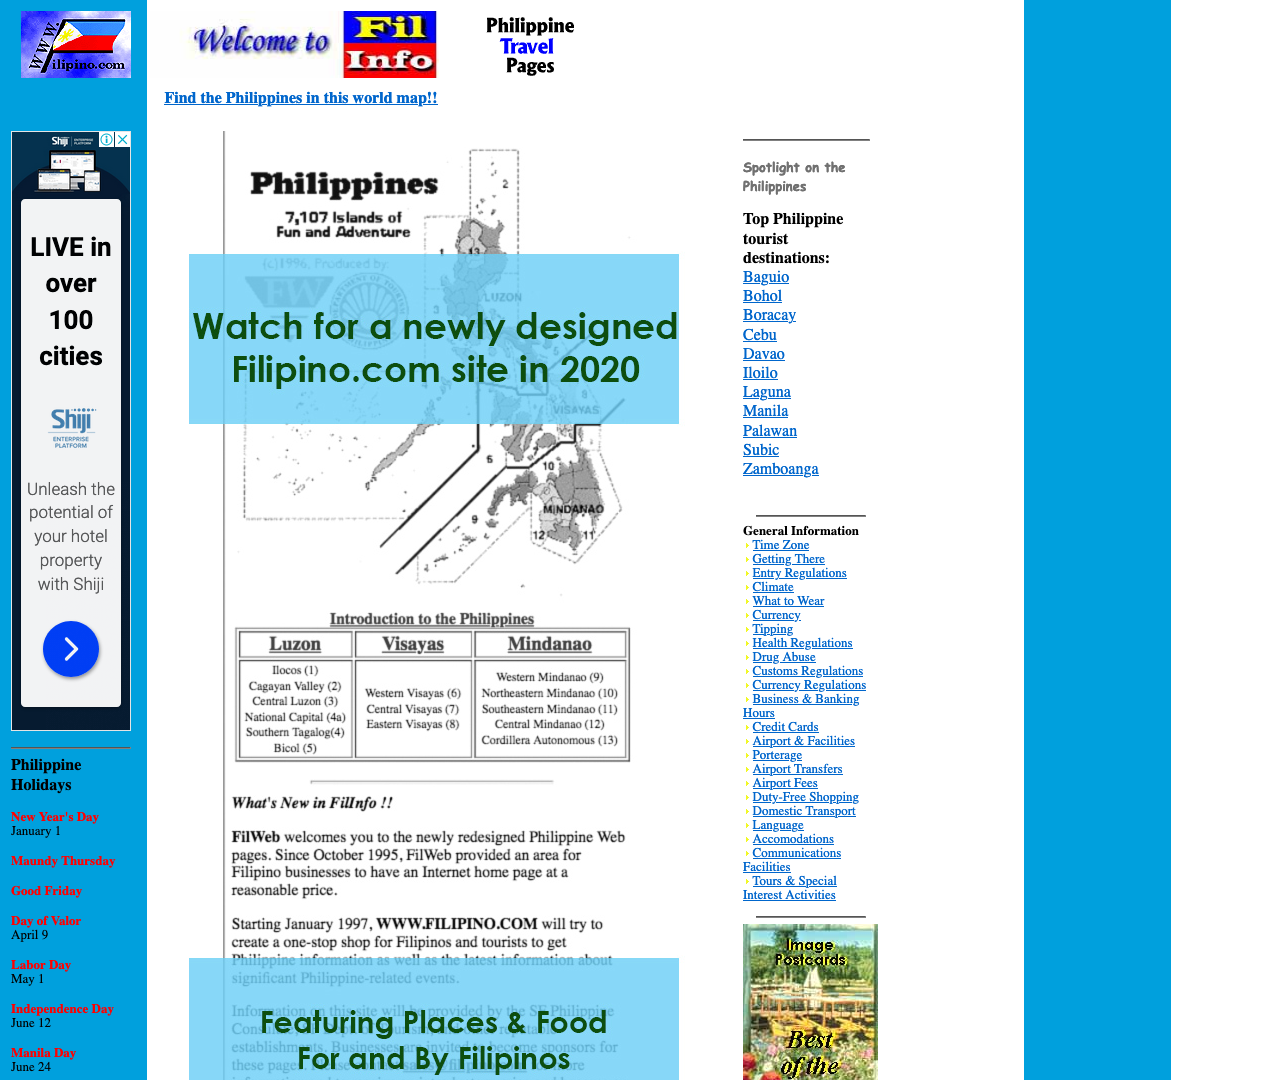 www.
ilipino.com
Welcome to
Fil
Info
Philippine
Travel
Pages
Find the Philippines in this world map!!
Shiji
LIVE in
over
100
cities
Shiji
ENTERPRISE
PLATFORM
Unleash the
potential of
your hotel
property
with Shiji
Philippine
Holidays
New Year's Day
January 1
Maundy Thursday
Good Friday
Day of Valor
April 9
Labor Day
May 1
Independence Day
June 12
Manila Day
June 24
Philippines
7,107 Islands of
Fun and Adventure
2
1
13
(c)1996, Produced by:
FW
LUZON
Watch for a newly designed
Filipino.com site in 2020
VISAYAS
6
7
8
10
MINDANAO
9
12
11
Introduction to the Philippines
Luzon
Visayas
Mindanao
Ilocos (1)
Cagayan Valley (2)
Central Luzon (3)
National Capital (4a)
Southern Tagalog(4)
Bicol (5)
Western Visayas (6)
Central Visayas (7)
Eastern Visayas (8)
Western Mindanao (9)
Northeastern Mindanao (10)
Southeastern Mindanao (11)
Central Mindanao (12)
Cordillera Autonomous (13)
What's New in FilInfo !!
FilWeb welcomes you to the newly redesigned Philippine Web
pages. Since October 1995, FilWeb provided an area for
Filipino businesses to have an Internet home page at a
reasonable price.
Starting January 1997, WWW.FILIPINO.COM will try to
create a one-stop shop for Filipinos and tourists to get
Philippine information as well as the latest information about
significant Philippine-related events.
Information on this site will be provided by the SF Philippine
establishments. Businesses are invited to become sponsors for
these pages.
Featuring Places & Food
For and By Filipinos
Spotlight on the
Philippines
Top Philippine
tourist
destinations:
Baguio
Bohol
Boracay
Cebu
Davao
Iloilo
Laguna
Manila
Palawan
Subic
Zamboanga
General Information
Time Zone
Getting There
Entry Regulations
Climate
What to Wear
Currency
Tipping
Health Regulations
Drug Abuse
Customs Regulations
Currency Regulations
Business & Banking
Hours
Credit Cards
Airport & Facilities
Porterage
Airport Transfers
Airport Fees
Duty-Free Shopping
Domestic Transport
Language
Accomodations
Communications
Facilities
Tours & Special
Interest Activities
Image
Postcards
Best
of the